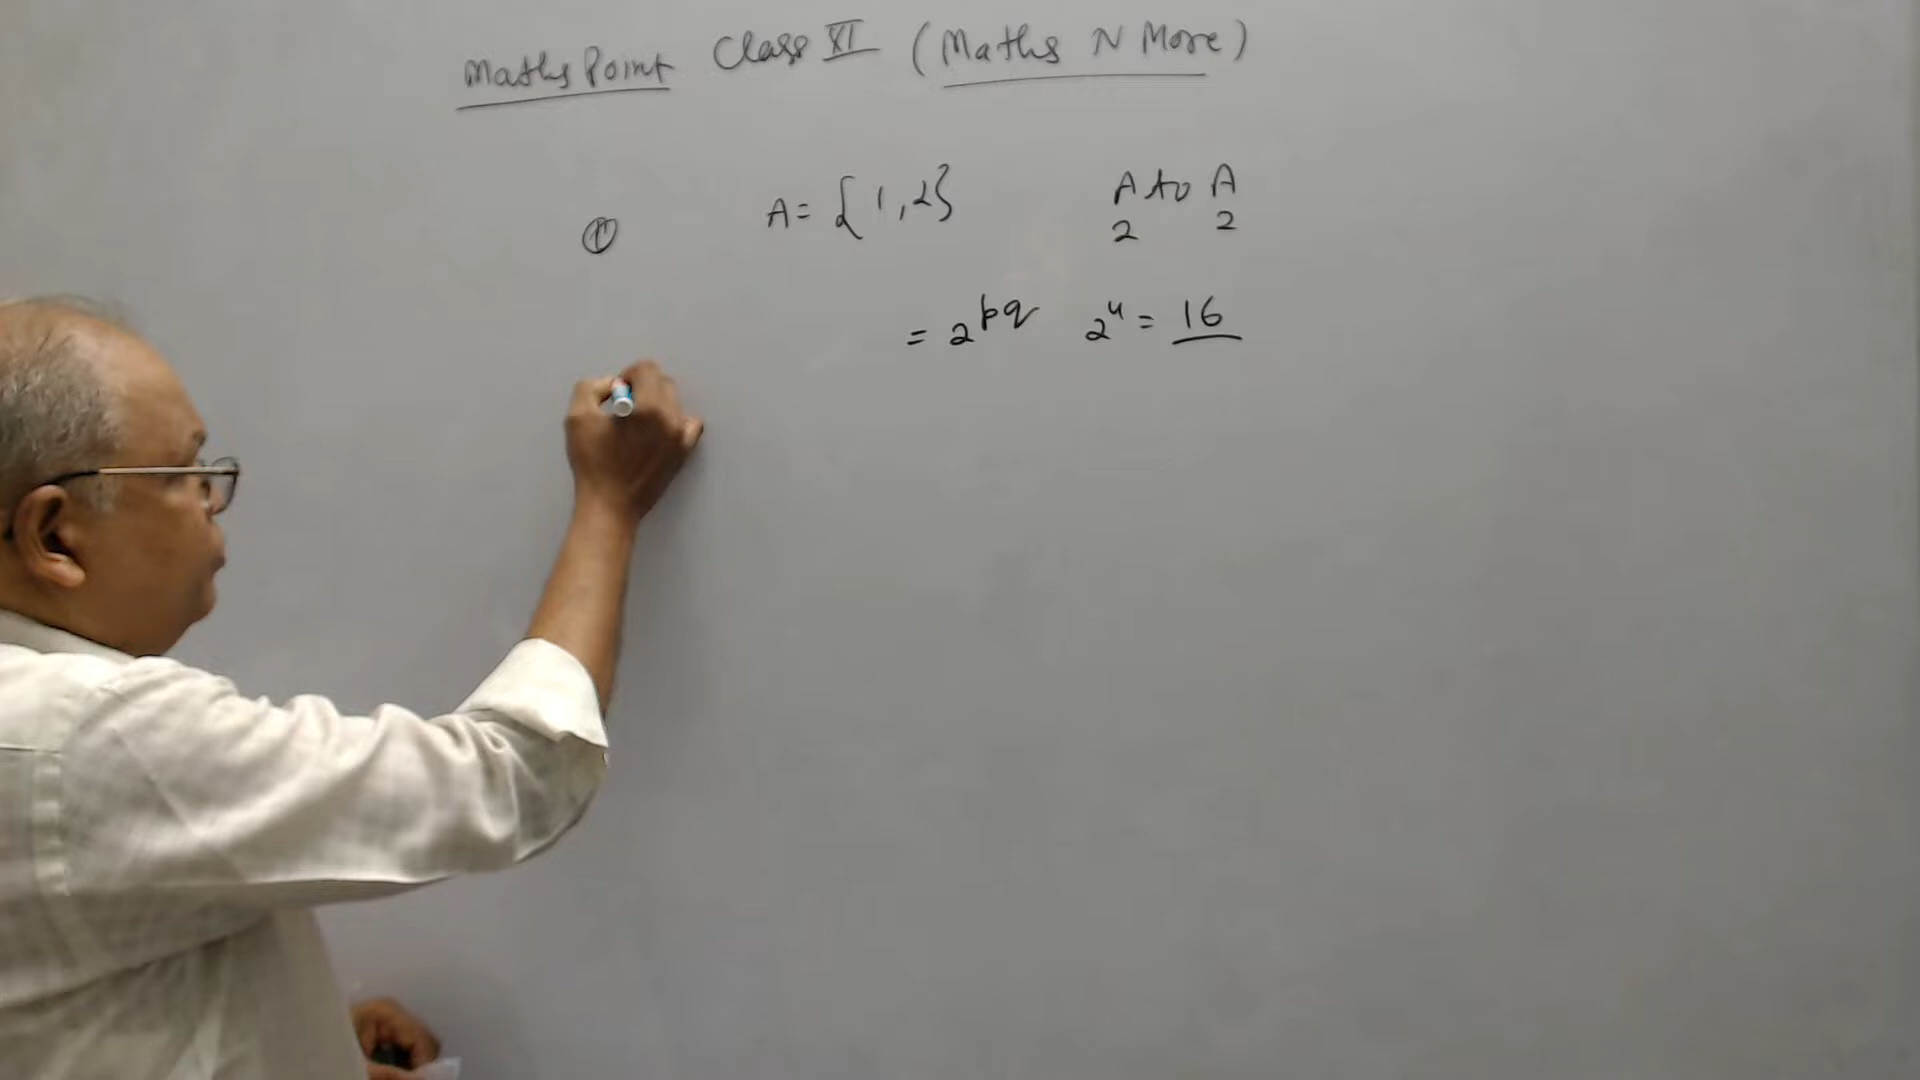 Maths Point Class XI (Maths N More)
① A = {1,2} A to A
2 2
= 2^pq 2^4 = 16